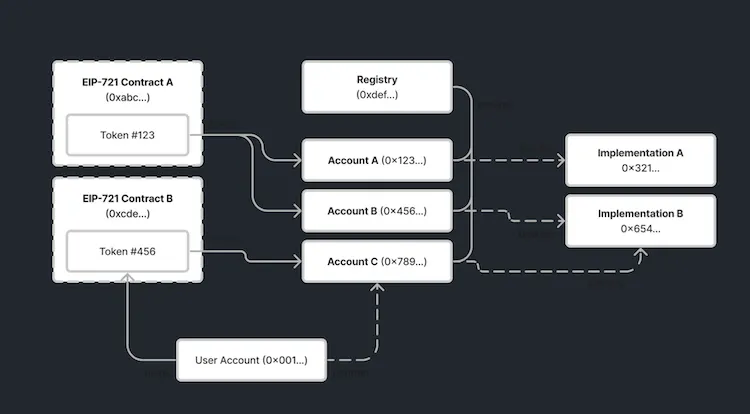 EIP-721 Contract A
(0xabc...)
Token #123
EIP-721 Contract B
(0xcde...)
Token #456
Registry
(0xdef...)
Account A (0×123...)
Account B (0×456...)
Account C (0×789...)
Implementation A
0×321...
Implementation B
0×654...
User Account (0×001...)